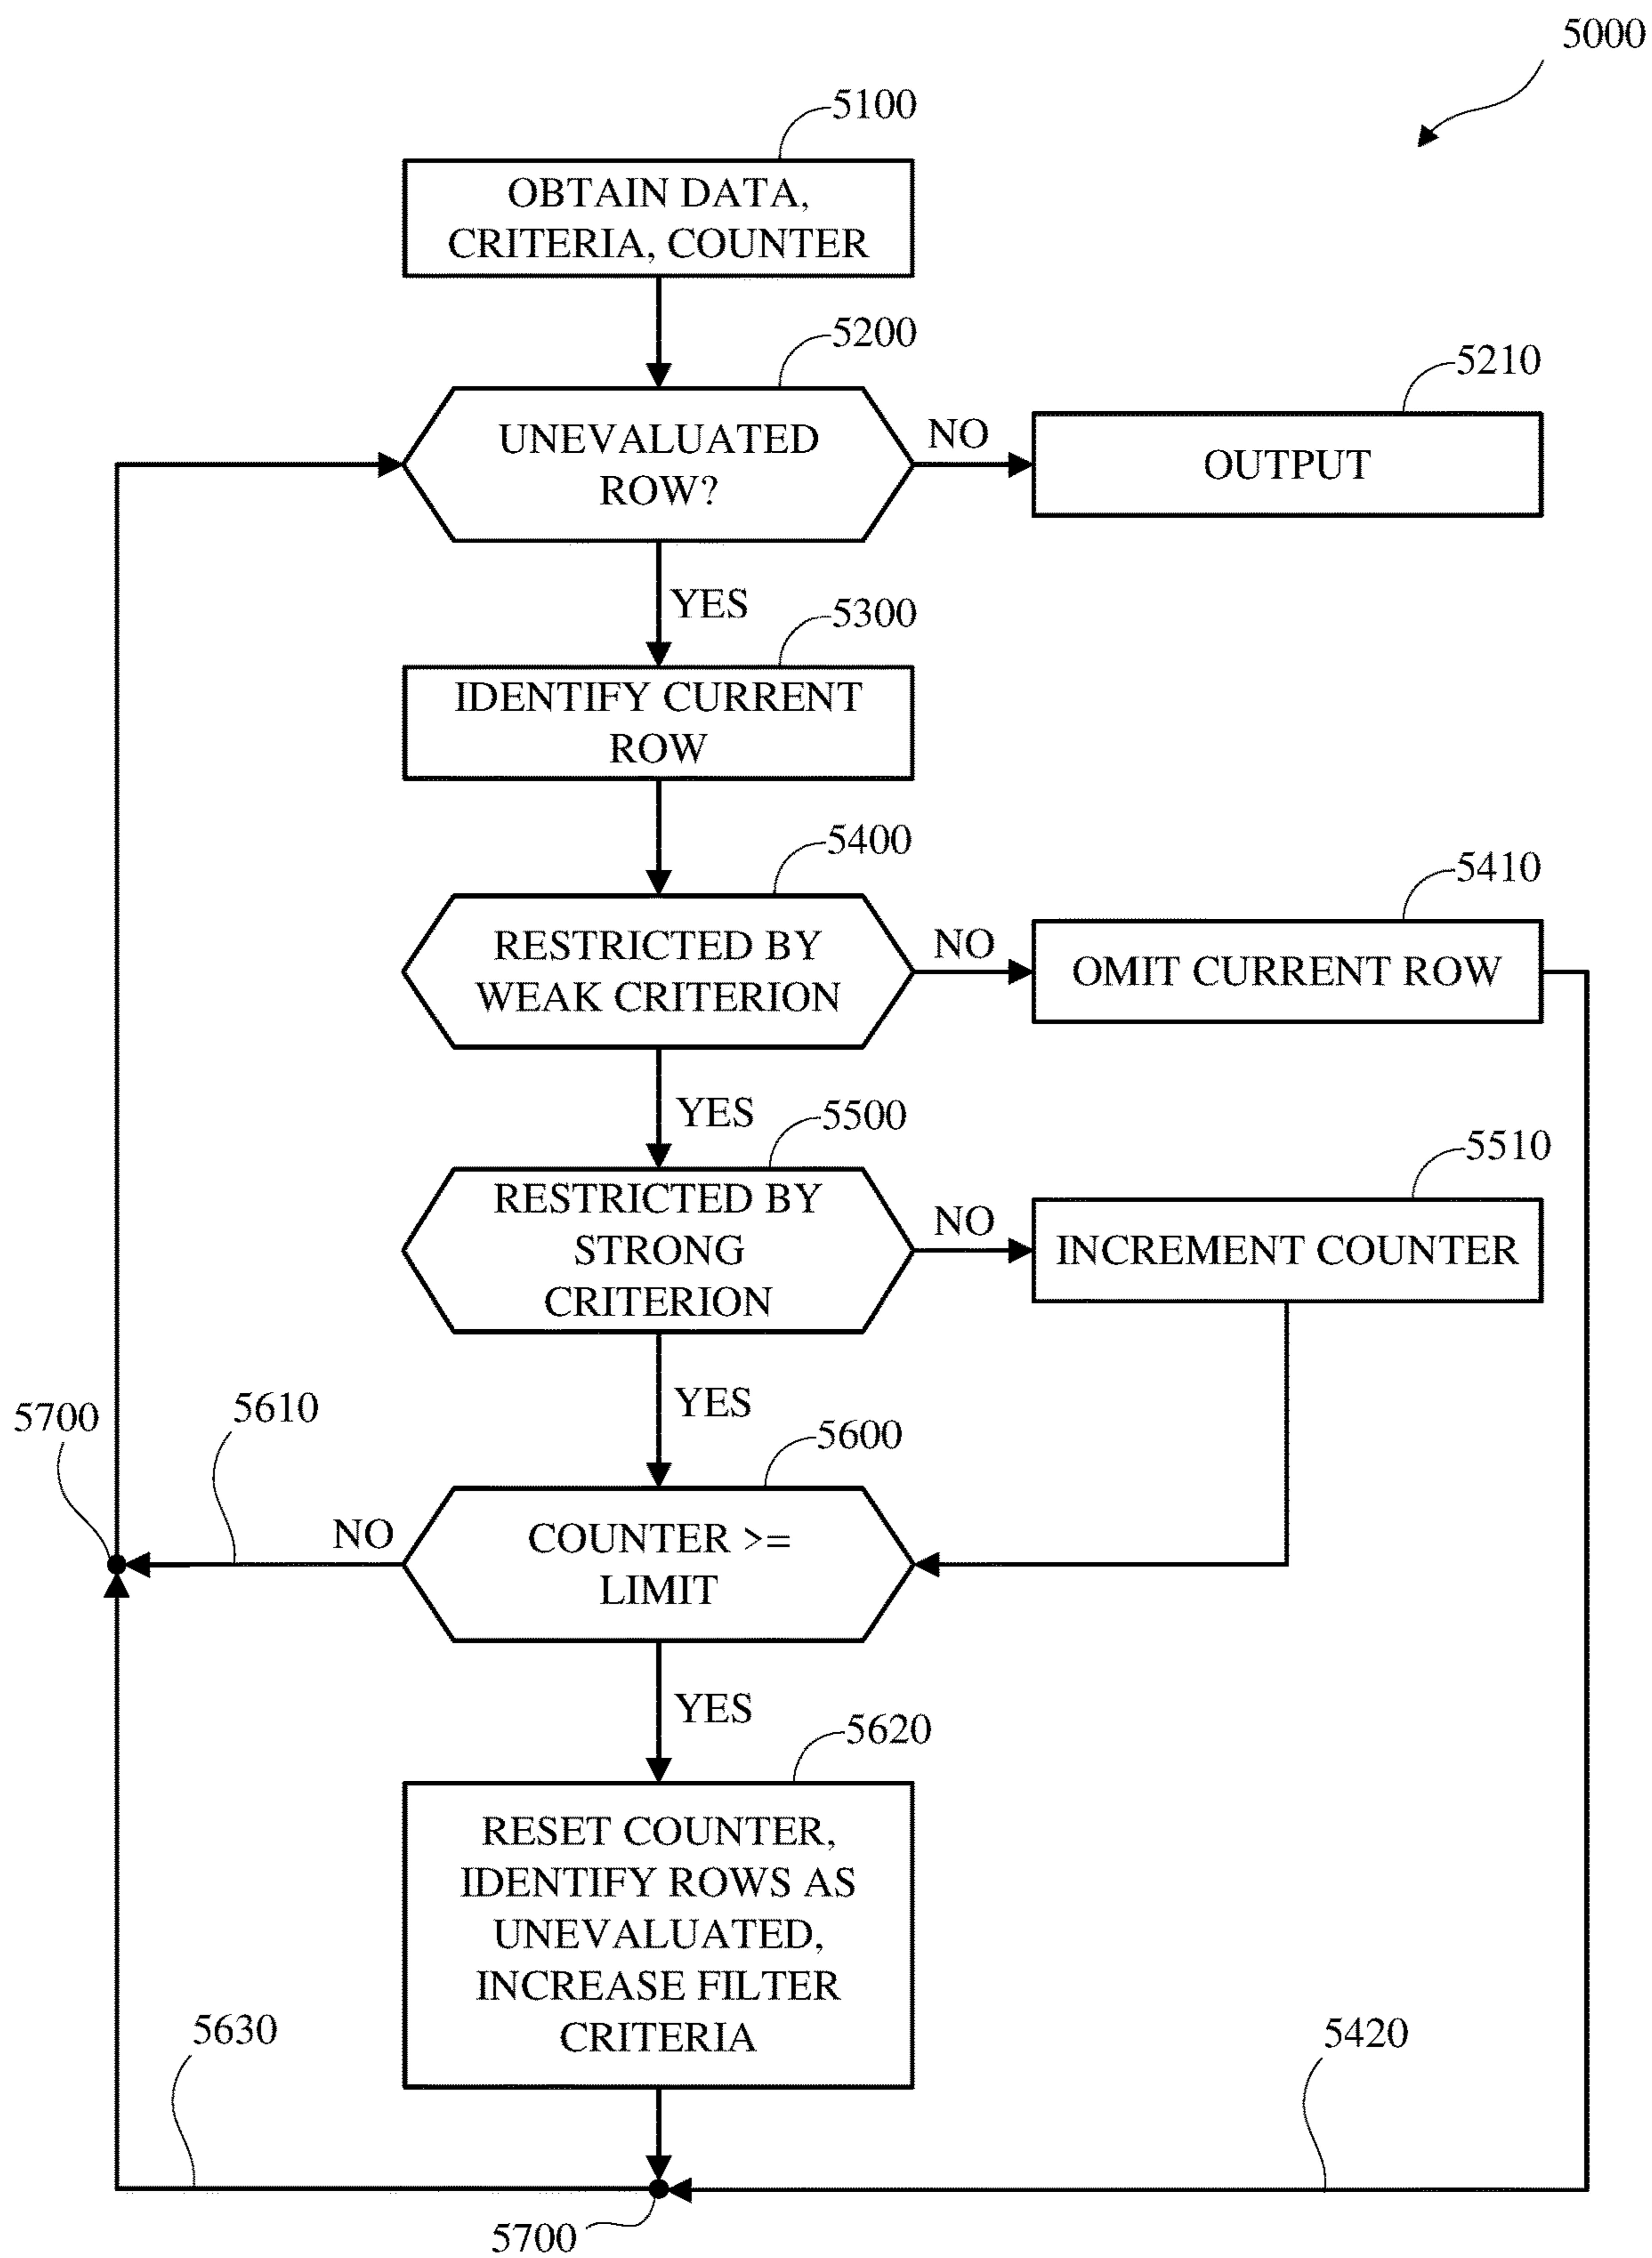 5000
5100
OBTAIN DATA,
CRITERIA, COUNTER
5200
UNEVALUATED
ROW?
NO
5210
OUTPUT
YES
5300
IDENTIFY CURRENT
ROW
5400
RESTRICTED BY
WEAK CRITERION
NO
5410
OMIT CURRENT ROW
YES
5500
RESTRICTED BY
STRONG
CRITERION
NO
5510
INCREMENT COUNTER
YES
5700
5610
5600
NO
COUNTER >=
LIMIT
YES
5620
RESET COUNTER,
IDENTIFY ROWS AS
UNEVALUATED,
INCREASE FILTER
CRITERIA
5630
5420
5700